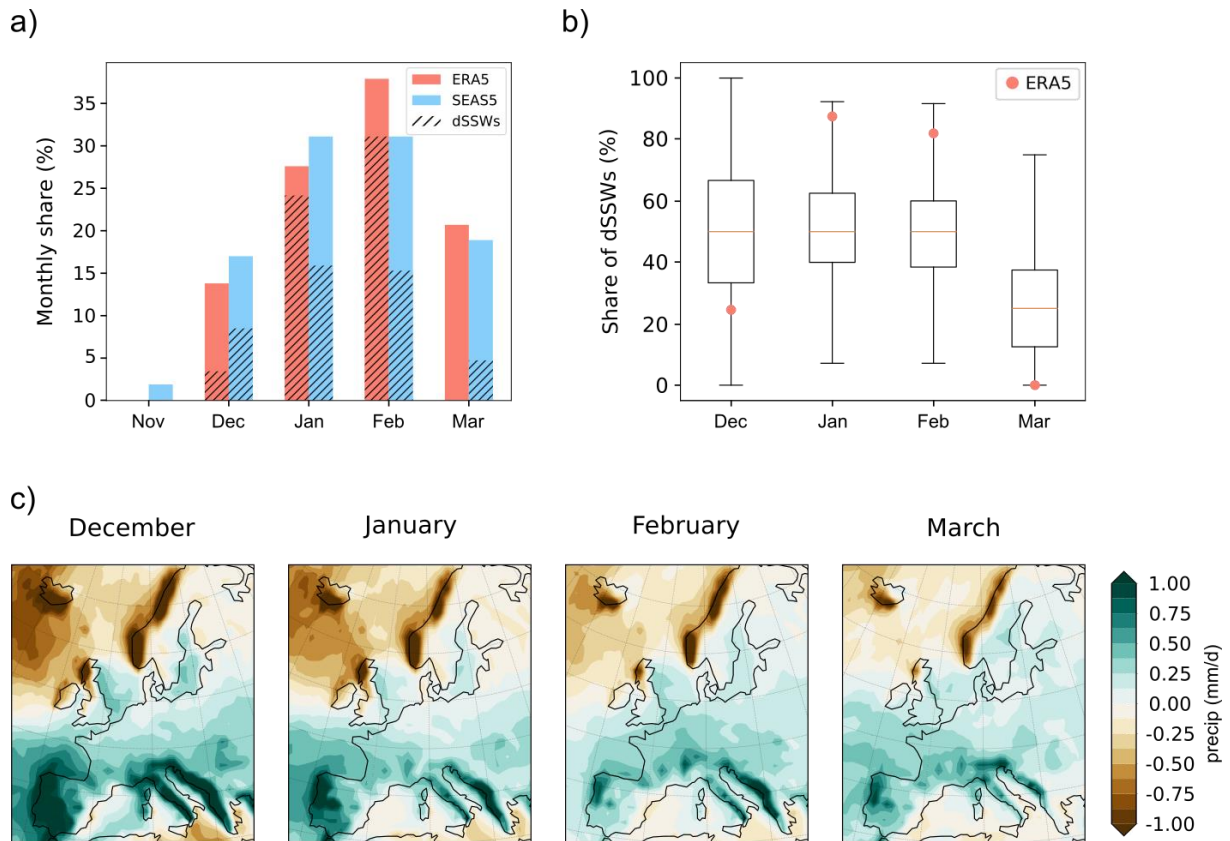 a)
Monthly share (%)
35
30
25
20
15
10
5
0
Nov Dec Jan Feb Mar
ERA5
SEAS5
dSSWs
b)
Share of dSSWs (%)
100
80
60
40
20
0
Dec Jan Feb Mar
ERA5
c)
December January February March
1.00
0.75
0.50
0.25
0.00
-0.25
-0.50
-0.75
-1.00
precip (mm/d)